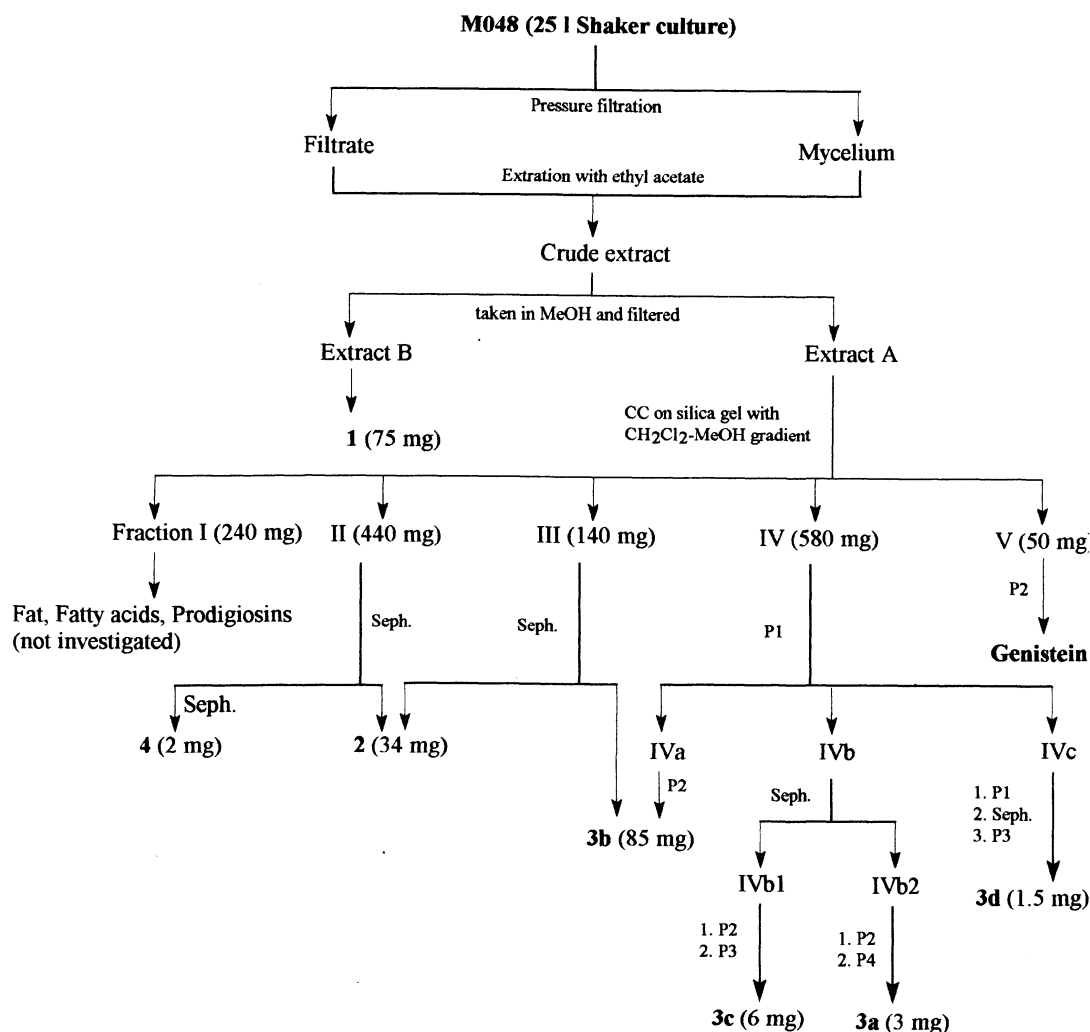 M048 (25 l Shaker culture)
Pressure filtration
Filtrate
Mycelium
Extration with ethyl acetate
Crude extract
taken in MeOH and filtered
Extract B
Extract A
CC on silica gel with
CH2Cl2-MeOH gradient
1 (75 mg)
Fraction I (240 mg)
II (440 mg)
III (140 mg)
IV (580 mg)
V (50 mg)
Fat, Fatty acids, Prodigiosins
(not investigated)
Seph.
Seph.
P1
P2
Genistein
Seph.
4 (2 mg)
2 (34 mg)
IVa
IVb
IVc
P2
Seph.
1. P1
2. Seph.
3. P3
3b (85 mg)
IVb1
IVb2
3d (1.5 mg)
1. P2
2. P3
1. P2
2. P4
3c (6 mg)
3a (3 mg)